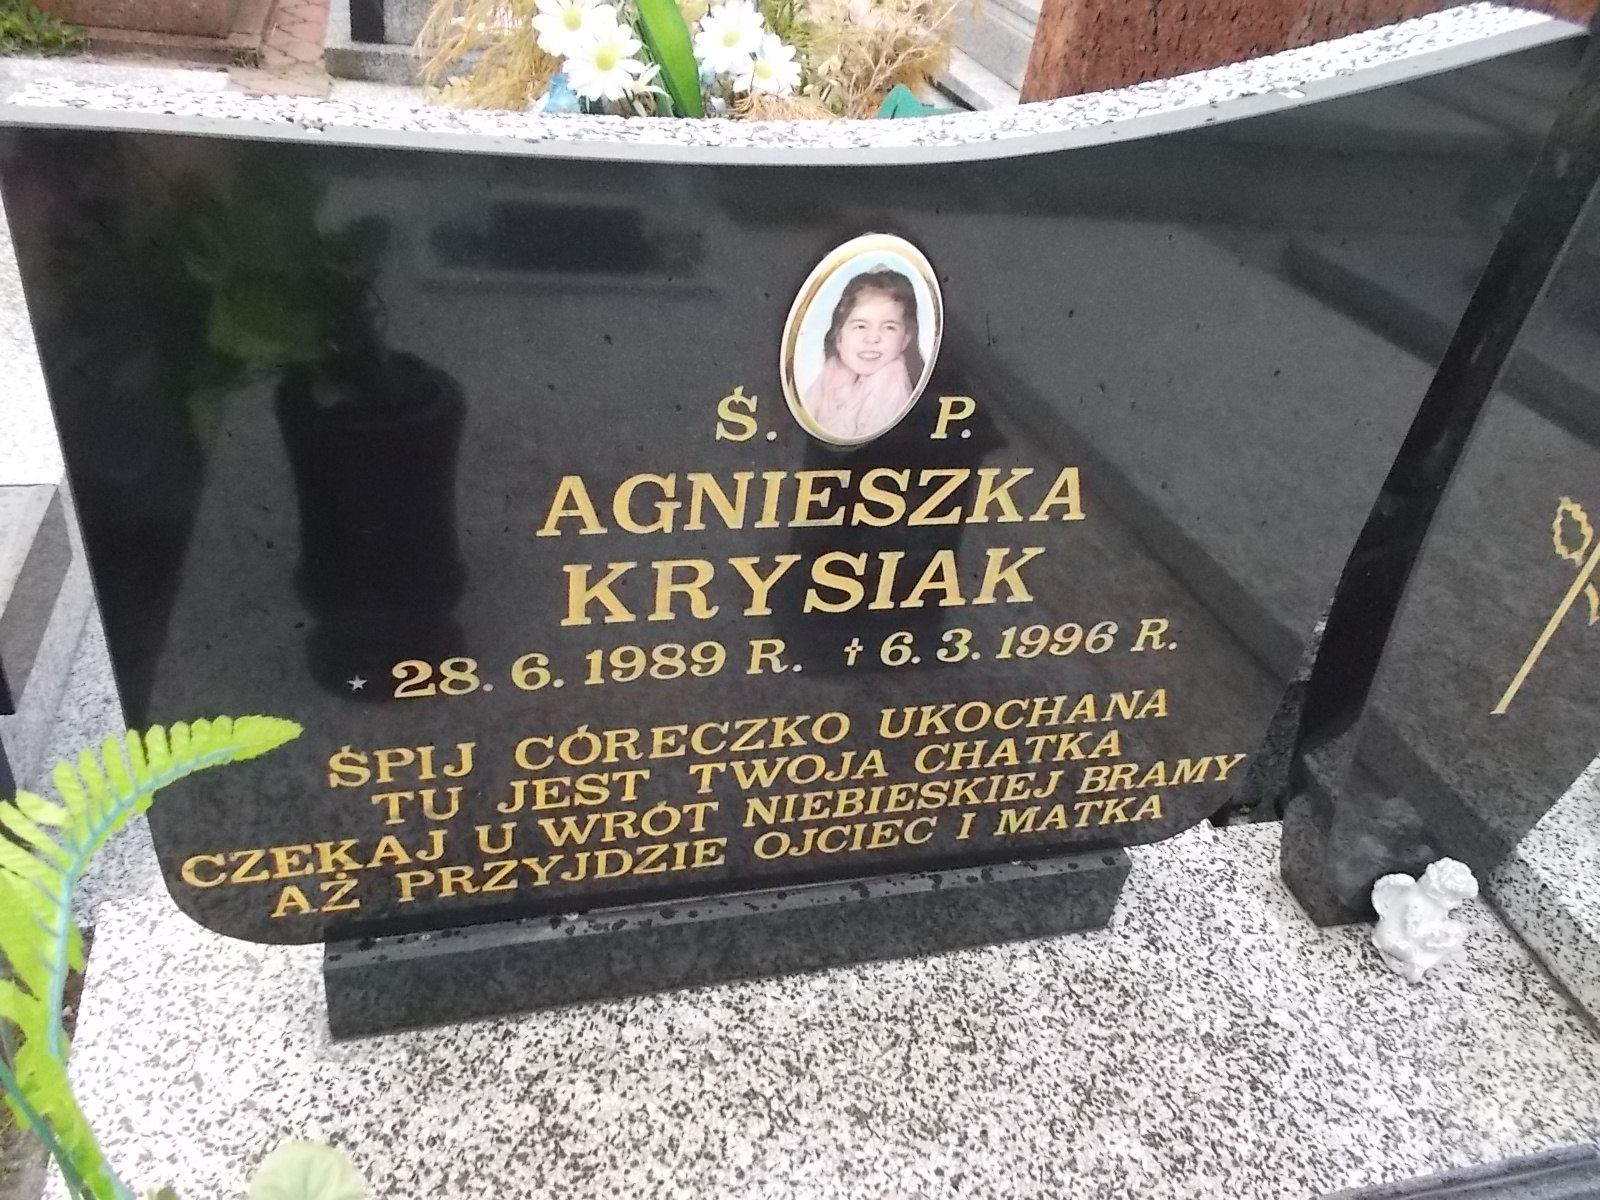 Ś. P.
AGNIESZKA
KRYSIAK
* 28. 6. 1989 R. † 6. 3. 1996 R.
ŚPIJ CÓRECZKO UKOCHANA
TU JEST TWOJA CHATKA
CZEKAJ U WRÓT NIEBIESKIEJ BRAMY
AŻ PRZYJDZIE OJCIEC I MATKA